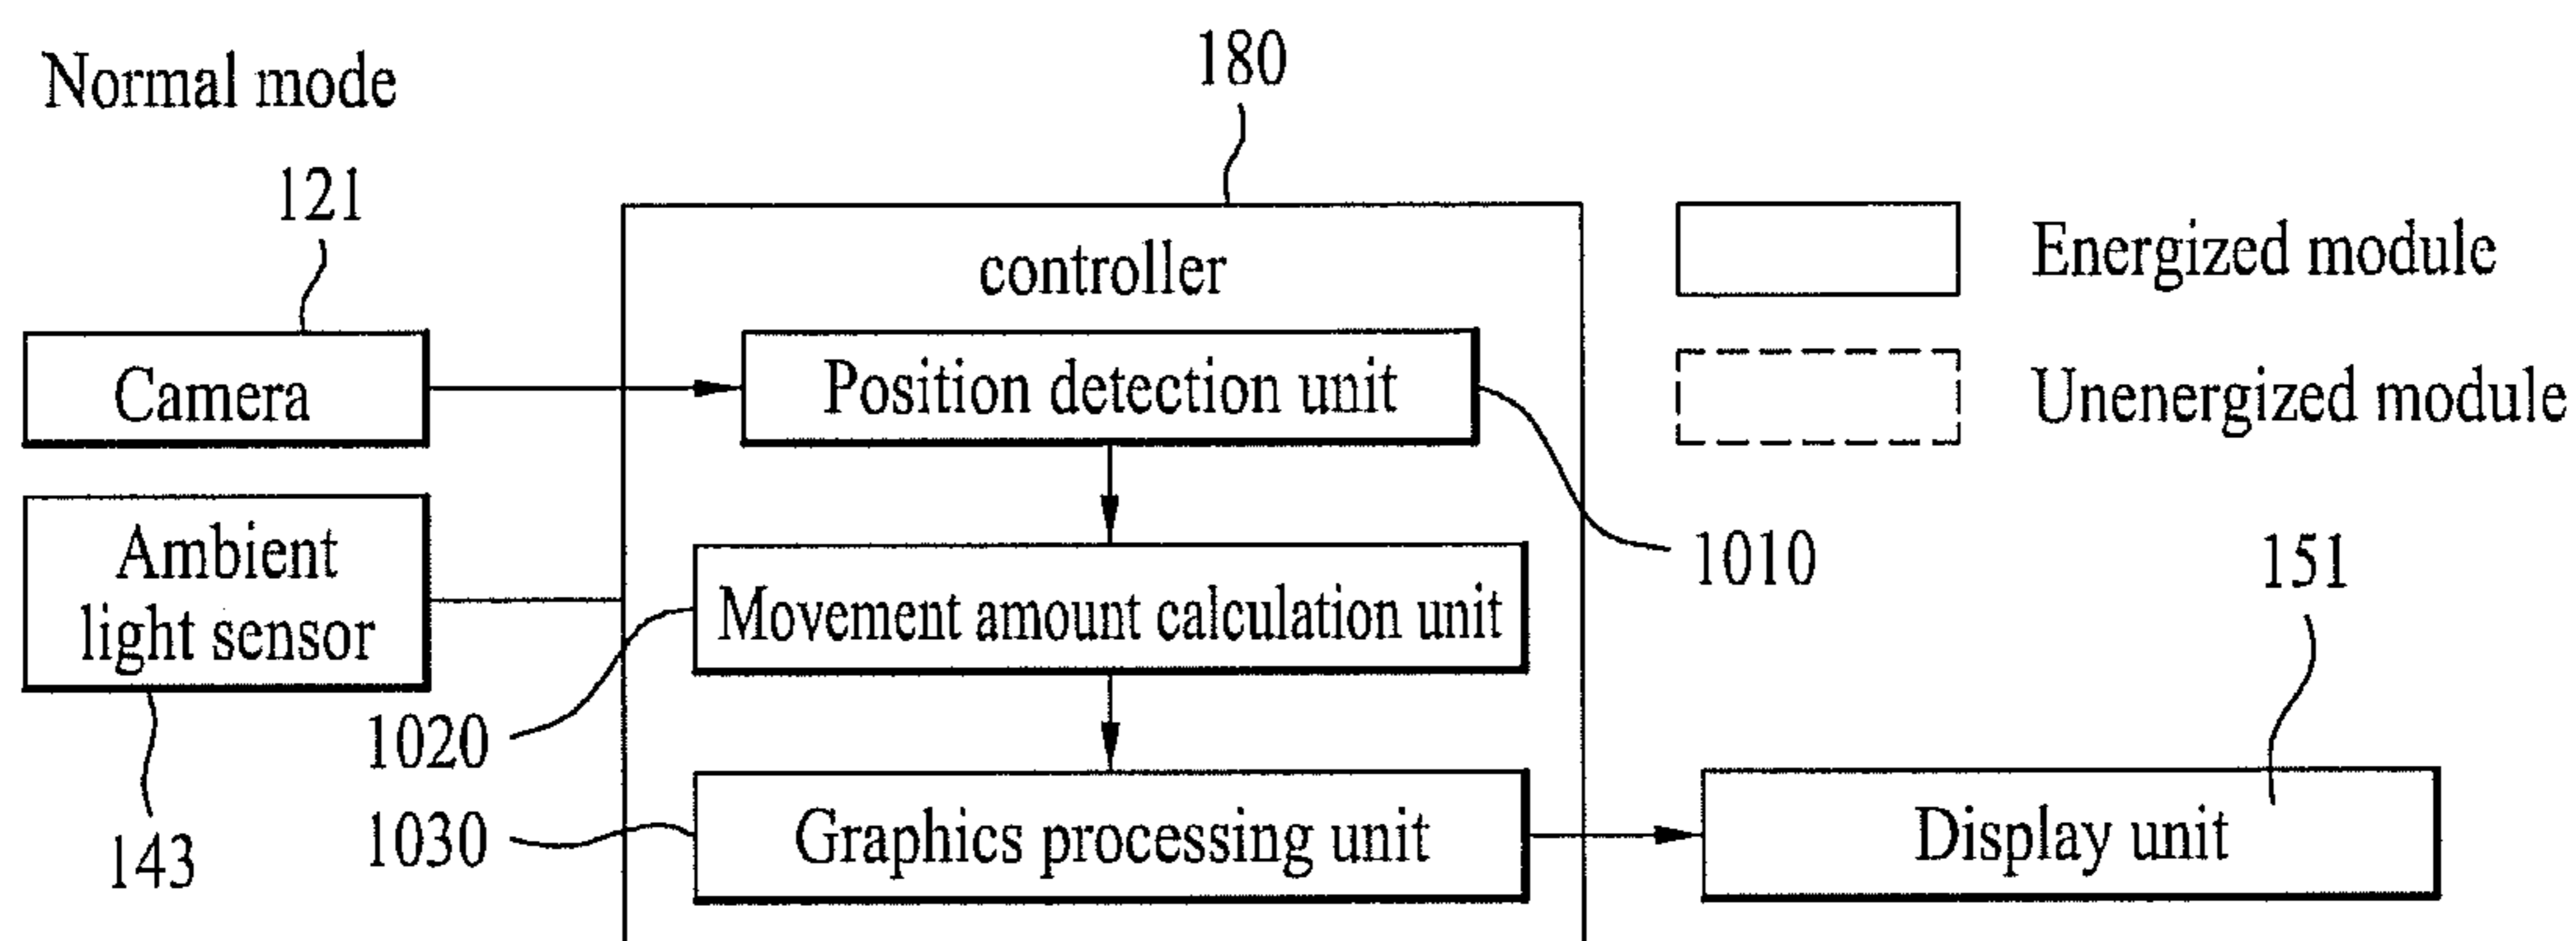 Normal mode
180
121
controller
Energized module
Camera
Position detection unit
Unenergized module
Ambient
light sensor
1010
151
Movement amount calculation unit
1020
143
1030
Graphics processing unit
Display unit